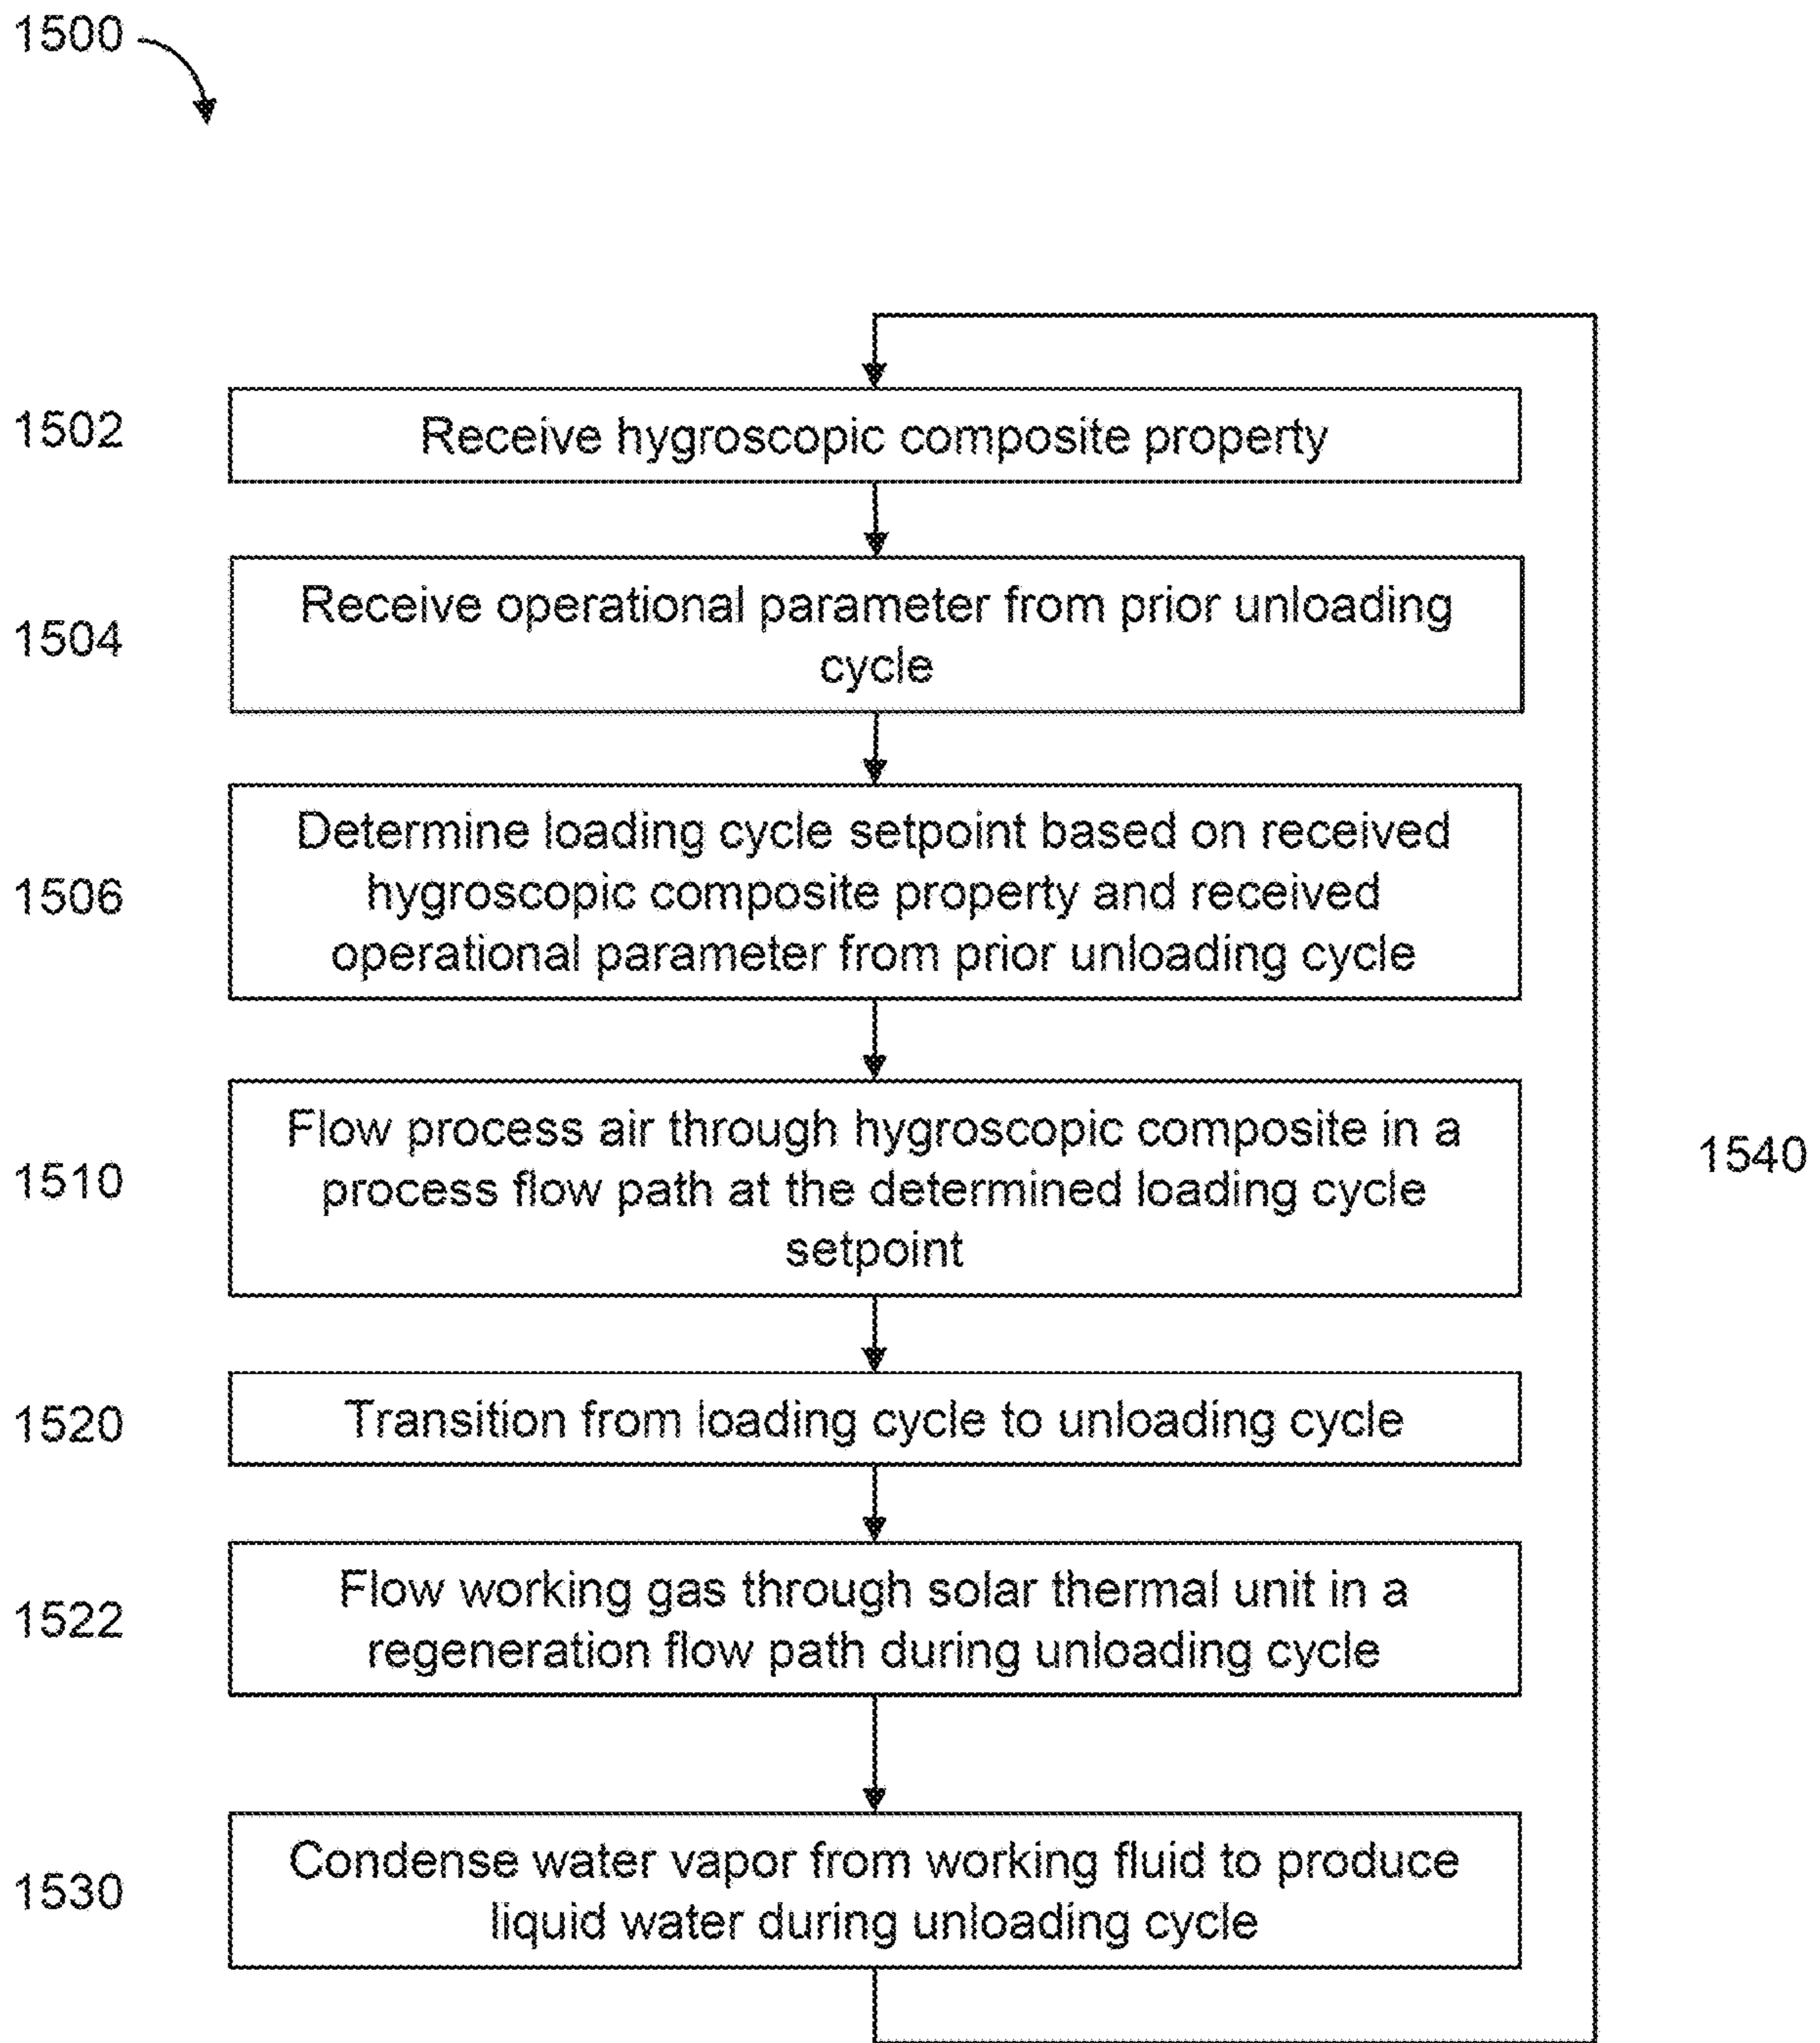 1500
1502
Receive hygroscopic composite property
1504
Receive operational parameter from prior unloading
cycle
1506
Determine loading cycle setpoint based on received
hygroscopic composite property and received
operational parameter from prior unloading cycle
1510
Flow process air through hygroscopic composite in a
process flow path at the determined loading cycle
setpoint
1540
1520
Transition from loading cycle to unloading cycle
1522
Flow working gas through solar thermal unit in a
regeneration flow path during unloading cycle
1530
Condense water vapor from working fluid to produce
liquid water during unloading cycle